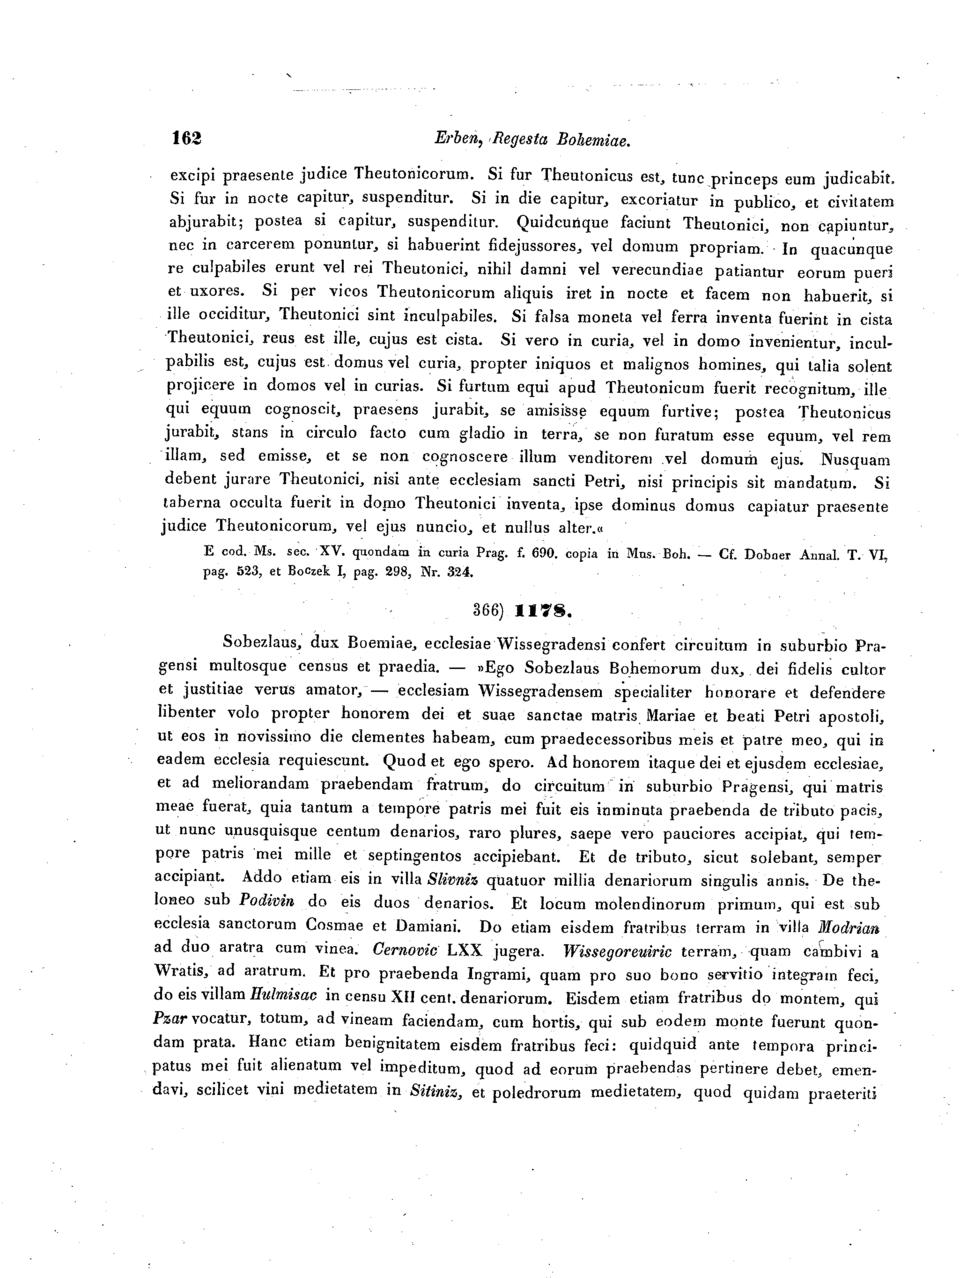 162 Erben, Regesta Bohemiae.
excipi praesente judice Theutonicorum. Si fur Theutonicus est, tunc princeps eum judicabit.
Si fur in nocte capitur, suspenditur. Si in die capitur, excoriatur in publico, et civitatem
abjurabit; postea si capitur, suspenditur. Quidcunque faciunt Theutonici, non capiuntur,
nec in carcerem ponuntur, si habuerint fidejussores, vel domum propriam. In quacunque
re culpabiles erunt vel rei Theutonici, nihil damni vel verecundiae patiantur eorum pueri
et uxores. Si per vicos Theutonicorum aliquis iret in nocte et facem non habuerit, si
ille occiditur, Theutonici sint inculpabiles. Si falsa moneta vel ferra inventa fuerint in cista
Theutonici, reus est ille, cujus est cista. Si vero in curia, vel in domo invenientur, incul-
pabilis est, cujus est domus vel curia, propter iniquos et malignos homines, qui talia solent
projicere in domos vel in curias. Si furtum equi apud Theutonicum fuerit recognitum, ille
qui equum cognoscit, praesens jurabit, se amisisse equum furtive; postea Theutonicus
jurabit, stans in circulo facto cum gladio in terra, se non furatum esse equum, vel rem
illam, sed emisse, et se non cognoscere illum venditorem vel domum ejus. Nusquam
debent jurare Theutonici, nisi ante ecclesiam sancti Petri, nisi principis sit mandatum. Si
taberna occulta fuerit in domo Theutonici inventa, ipse dominus domus capiatur praesente
judice Theutonicorum, vel ejus nuncio, et nullus alter.«
E cod. Ms. sec. XV. quondam in curia Prag. f. 690. copia in Mus. Boh. — Cf. Dobner Annal. T. VI,
pag. 523, et Boczek I, pag. 298, Nr. 324.
366) 1178.
Sobezlaus, dux Boemiae, ecclesiae Wissegradensi confert circuitum in suburbio Pra-
gensi multosque census et praedia. — »Ego Sobezlaus Bohemorum dux, dei fidelis cultor
et justitiae verus amator, — ecclesiam Wissegradensem specialiter honorare et defendere
libenter volo propter honorem dei et suae sanctae matris Mariae et beati Petri apostoli,
ut eos in novissimo die clementes habeam, cum praedecessoribus meis et patre meo, qui in
eadem ecclesia requiescunt. Quod et ego spero. Ad honorem itaque dei et ejusdem ecclesiae,
et ad meliorandam praebendam fratrum, do circuitum in suburbio Pragensi, qui matris
meae fuerat, quia tantum a tempore patris mei fuit eis inminuta praebenda de tributo pacis,
ut nunc unusquisque centum denarios, raro plures, saepe vero pauciores accipiat, qui tem-
pore patris mei mille et septingentos accipiebant. Et de tributo, sicut solebant, semper
accipiant. Addo etiam eis in villa Slivniz quatuor millia denariorum singulis annis. De the-
loneo sub Podivin do eis duos denarios. Et locum molendinorum primum, qui est sub
ecclesia sanctorum Cosmae et Damiani. Do etiam eisdem fratribus terram in villa Modrian
ad duo aratra cum vinea. Cernovic LXX jugera. Wissegoreuiric terram, quam cambivi a
Wratis, ad aratrum. Et pro praebenda Ingrami, quam pro suo bono servitio integram feci,
do eis villam Hulmisac in censu XII cent. denariorum. Eisdem etiam fratribus do montem, qui
Pzar vocatur, totum, ad vineam faciendam, cum hortis, qui sub eodem monte fuerunt quon-
dam prata. Hanc etiam benignitatem eisdem fratribus feci: quidquid ante tempora princi-
patus mei fuit alienatum vel impeditum, quod ad eorum praebendas pertinere debet, emen-
davi, scilicet vini medietatem in Sitiniz, et poledrorum medietatem, quod quidam praeteriti